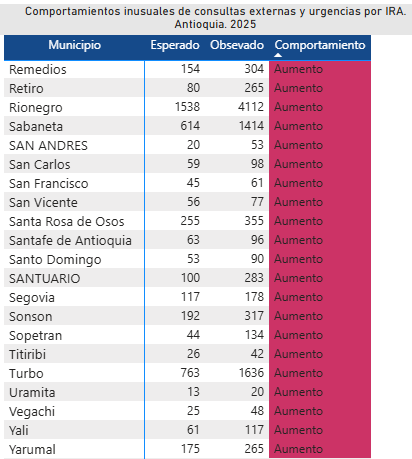 Comportamientos inusuales de consultas externas y urgencias por IRA.
Antioquia. 2025
Municipio Esperado Obsevado Comportamiento
Remedios 154 304 Aumento
Retiro 80 265 Aumento
Rionegro 1538 4112 Aumento
Sabaneta 614 1414 Aumento
SAN ANDRES 20 53 Aumento
San Carlos 59 98 Aumento
San Francisco 45 61 Aumento
San Vicente 56 77 Aumento
Santa Rosa de Osos 255 355 Aumento
Santafe de Antioquia 63 96 Aumento
Santo Domingo 53 90 Aumento
SANTUARIO 100 283 Aumento
Segovia 117 178 Aumento
Sonson 192 317 Aumento
Sopetran 44 134 Aumento
Titiribi 26 42 Aumento
Turbo 763 1636 Aumento
Uramita 13 20 Aumento
Vegachi 25 48 Aumento
Yali 61 117 Aumento
Yarumal 175 265 Aumento